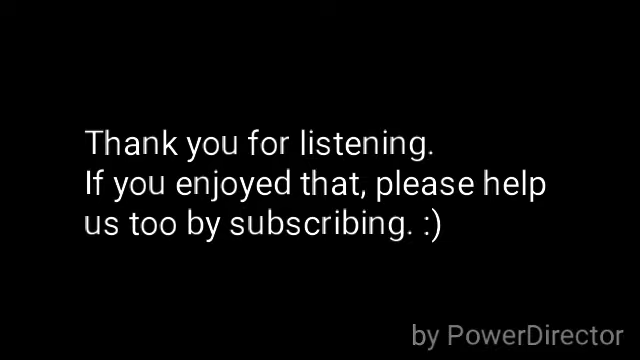 Thank you for listening.
If you enjoyed that, please help
us too by subscribing. :)
by PowerDirector